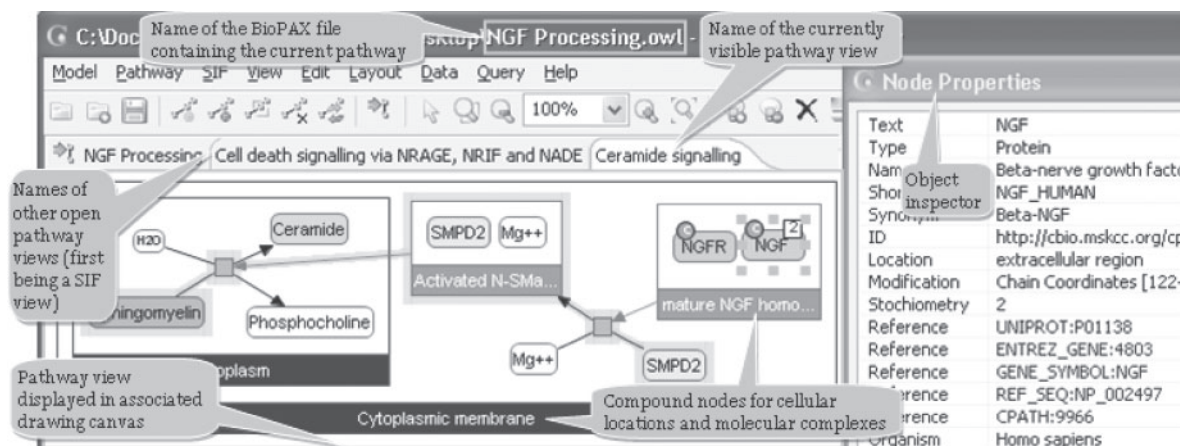 Name of the BioPAX file
containing the current pathway
Name of the currently
visible pathway view
C:\Doc
NGF Processing.owl -
Model Pathway SIF View Edit Layout Data Query Help
100%
NGF Processing
Cell death signalling via NRAGE, NRIF and NADE
Ceramide signalling
Names of
other open
pathway
views (first
being a SIF
view)
H2O
Ceramide
Phosphocholine
SMPD2
Mg++
Activated N-SMa...
NGFR
NGF
2
mature NGF homo...
Mg++
SMPD2
Pathway view
displayed in associated
drawing canvas
Cytoplasmic membrane
Compound nodes for cellular
locations and molecular complexes
Node Properties
Object
inspector
Text NGF
Type Protein
Nam Beta-nerve growth facto
Shor NGF_HUMAN
Synonym Beta-NGF
ID http://cbio.mskcc.org/cp
Location extracellular region
Modification Chain Coordinates [122-
Stochiometry 2
Reference UNIPROT:P01138
Reference ENTREZ_GENE:4803
Reference GENE_SYMBOL:NGF
eference REF_SEQ:NP_002497
eference CPATH:9966
Organism Homo sapiens